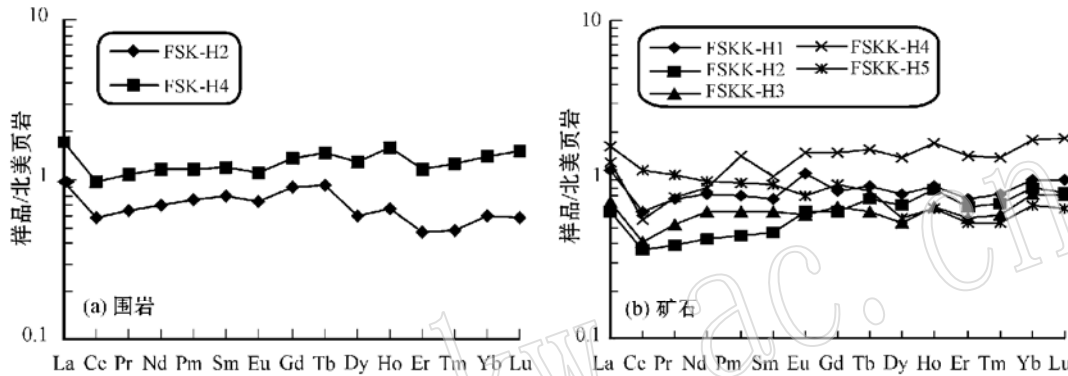 10
1
0.1
样品/北美页岩
FSK-H2
FSK-H4
(a) 围岩
La Cc Pr Nd Pm Sm Eu Gd Tb Dy Ho Er Tm Yb Lu
10
1
0.1
样品/北美页岩
FSKK-H1 FSKK-H4
FSKK-H2 FSKK-H5
FSKK-H3
(b) 矿石
La Cc Pr Nd Pm Sm Eu Gd Tb Dy Ho Er Tm Yb Lu